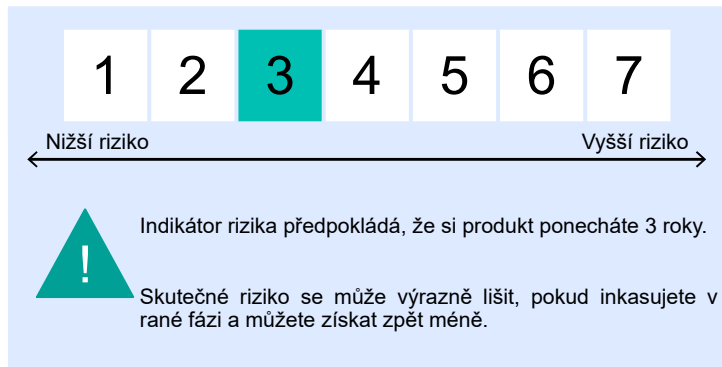 1 2 3 4 5 6 7
Nižší riziko Vyšší riziko
Indikátor rizika předpokládá, že si produkt ponecháte 3 roky.
!
Skutečné riziko se může výrazně lišit, pokud inkasujete v
rané fázi a můžete získat zpět méně.